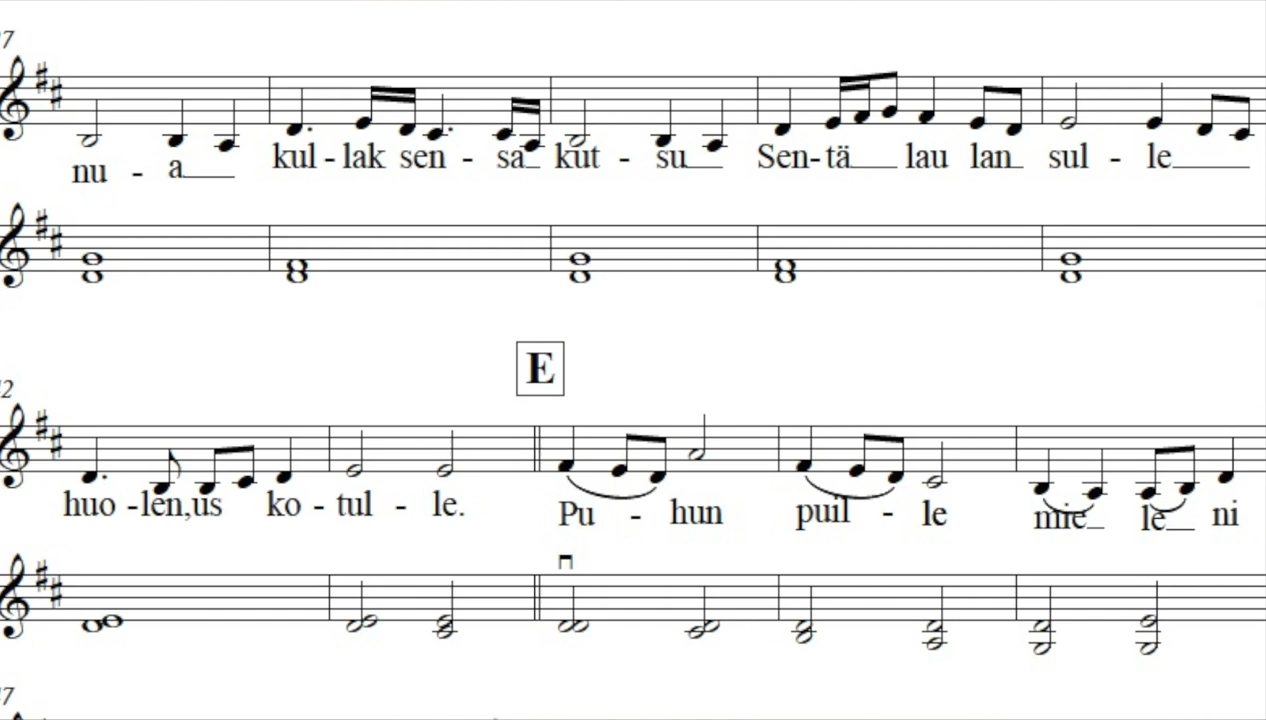 7
nu - a
kul - lak sen - sa kut - su Sen - tä lau lan sul - le
2
E
huo - len, us ko - tul - le. Pu - hun puil - le mie le ni
7